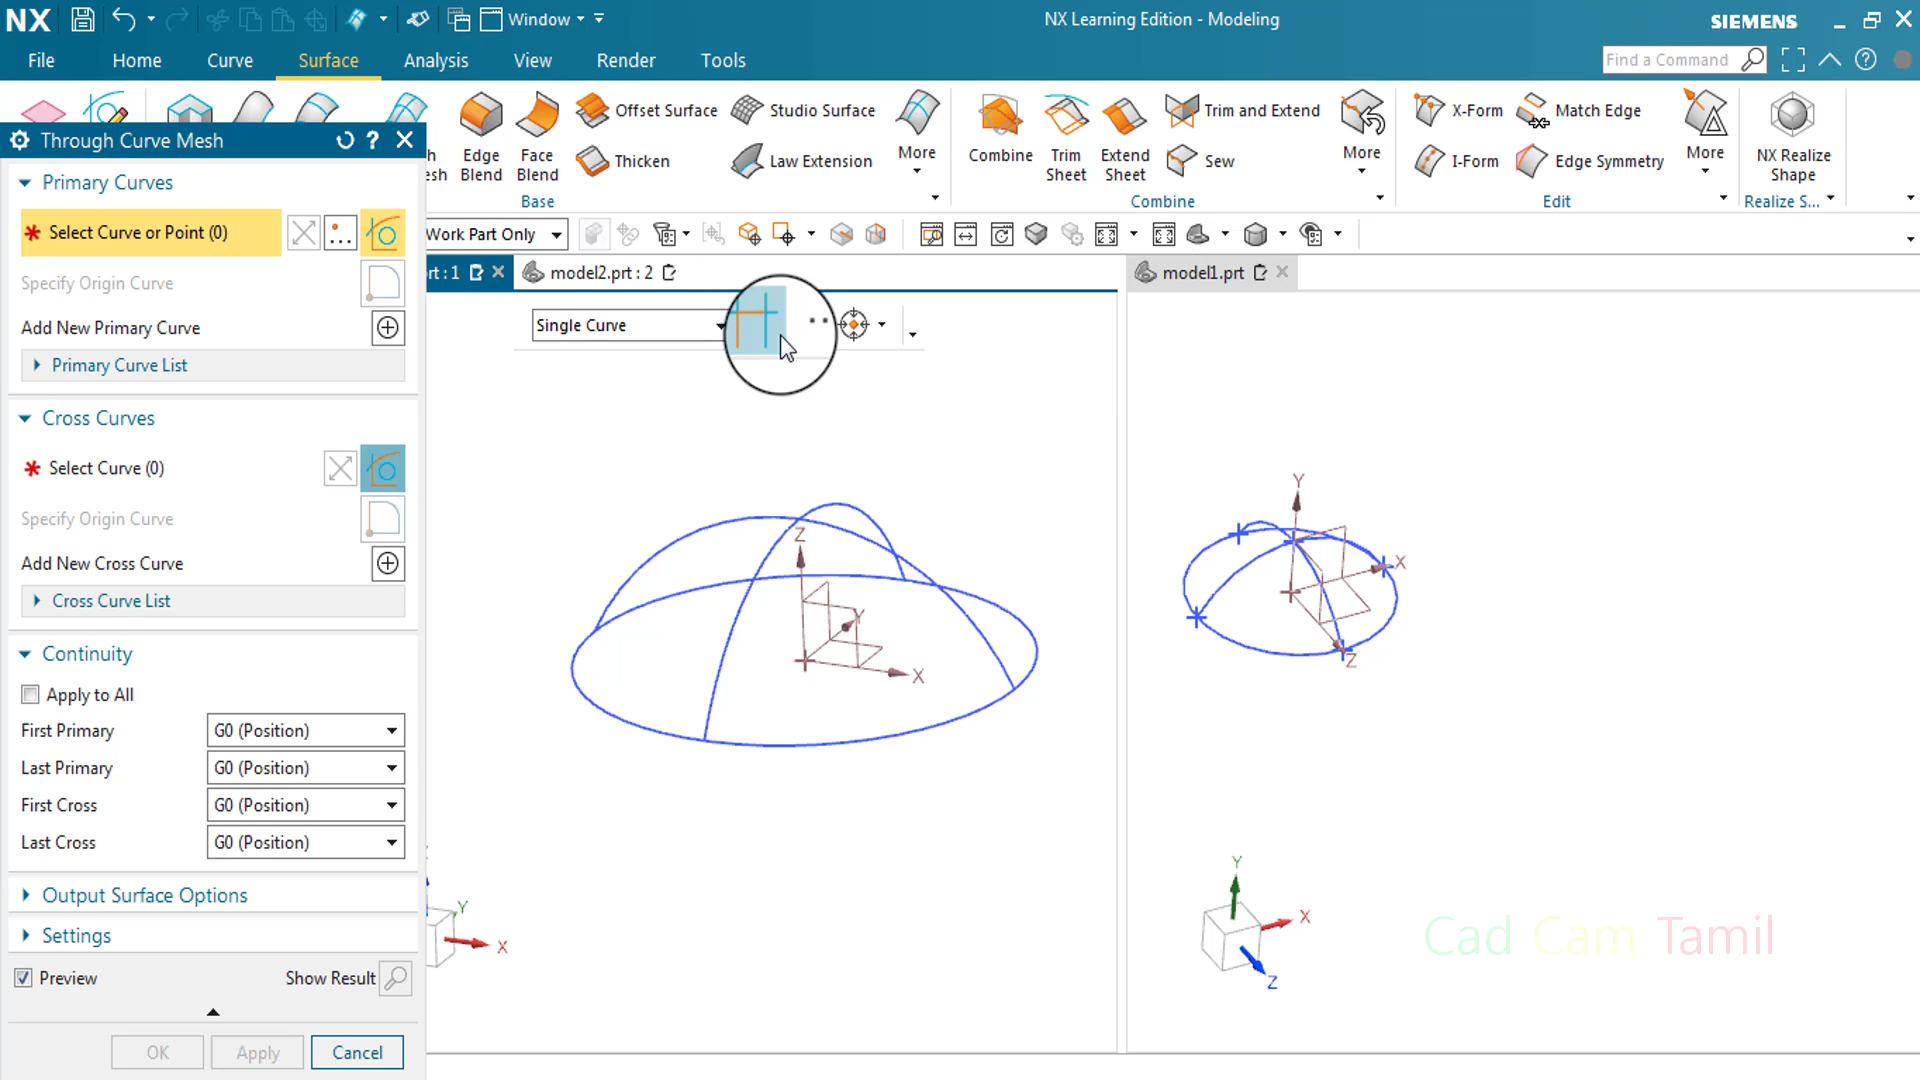 NX
Window
NX Learning Edition - Modeling
SIEMENS
File
Home
Curve
Surface
Analysis
View
Render
Tools
Find a Command
Through Curve Mesh
Edge Blend
Face Blend
Offset Surface
Thicken
Studio Surface
Law Extension
More
Base
Combine
Trim Sheet
Extend Sheet
Trim and Extend
Sew
More
Combine
X-Form
I-Form
Match Edge
Edge Symmetry
More
Edit
NX Realize Shape
Realize S...
Primary Curves
* Select Curve or Point (0)
Specify Origin Curve
Add New Primary Curve
Primary Curve List
Cross Curves
* Select Curve (0)
Specify Origin Curve
Add New Cross Curve
Cross Curve List
Continuity
Apply to All
First Primary
G0 (Position)
Last Primary
G0 (Position)
First Cross
G0 (Position)
Last Cross
G0 (Position)
Output Surface Options
Settings
Preview
Show Result
OK
Apply
Cancel
Work Part Only
rt : 1
model2.prt : 2
model1.prt
Single Curve
Z
Y
X
Y
X
Z
Y
X
Y
X
Z
Cad Cam Tamil